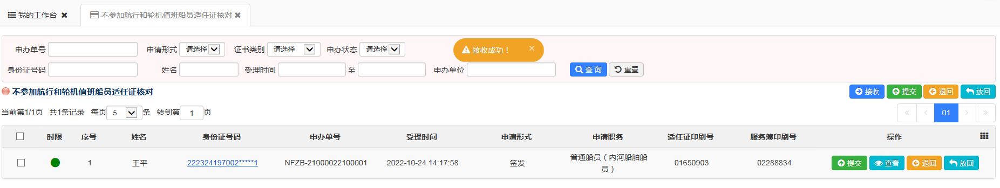 我的工作台 不参加航行和轮机值班船员适任证核对
申办单号 申请形式 请选择 证书类别 请选择 申办状态 请选择 接收成功！ ×
身份证号码 姓名 受理时间 至 申办单位 查 询 重置
不参加航行和轮机值班船员适任证核对 接收 提交 退回 放回
当前第1/1页 共1条记录 每页 5 条 转到第 1 页 « ‹ 01 › »
时限 序号 姓名 身份证号码 申办单号 受理时间 申请形式 申请职务 适任证印刷号 服务簿印刷号 操作
1 王平 222324197002*****1 NFZB-21000022100001 2022-10-24 14:17:58 签发 普通船员（内河船舶船 01650903 02288834 提交 查看 退回 放回
员）